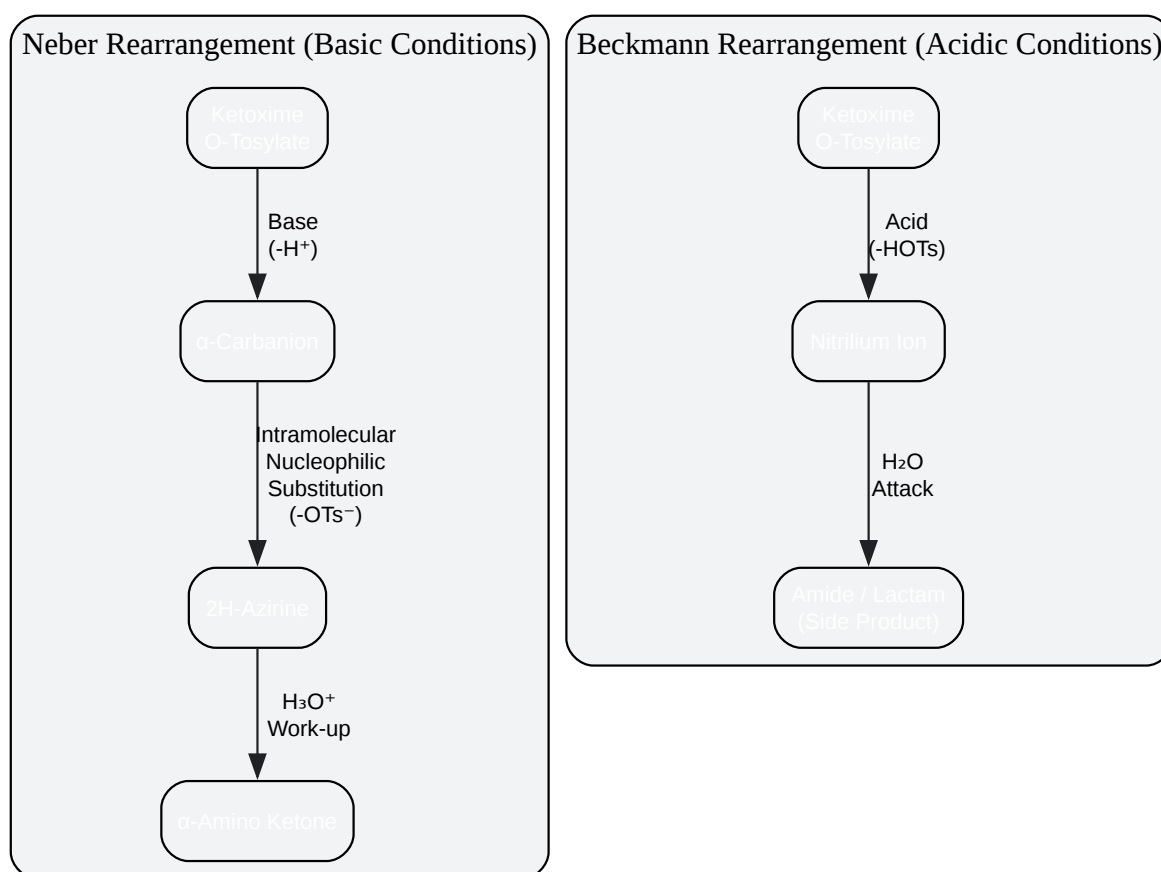 Neber Rearrangement (Basic Conditions)
Ketoxime
O-Tosylate
Base
(-H⁺)
α-Carbanion
Intramolecular
Nucleophilic
Substitution
(-OTs⁻)
2H-Azirine
H₃O⁺
Work-up
α-Amino Ketone
Beckmann Rearrangement (Acidic Conditions)
Ketoxime
O-Tosylate
Acid
(-HOTs)
Nitrilium Ion
H₂O
Attack
Amide / Lactam
(Side Product)